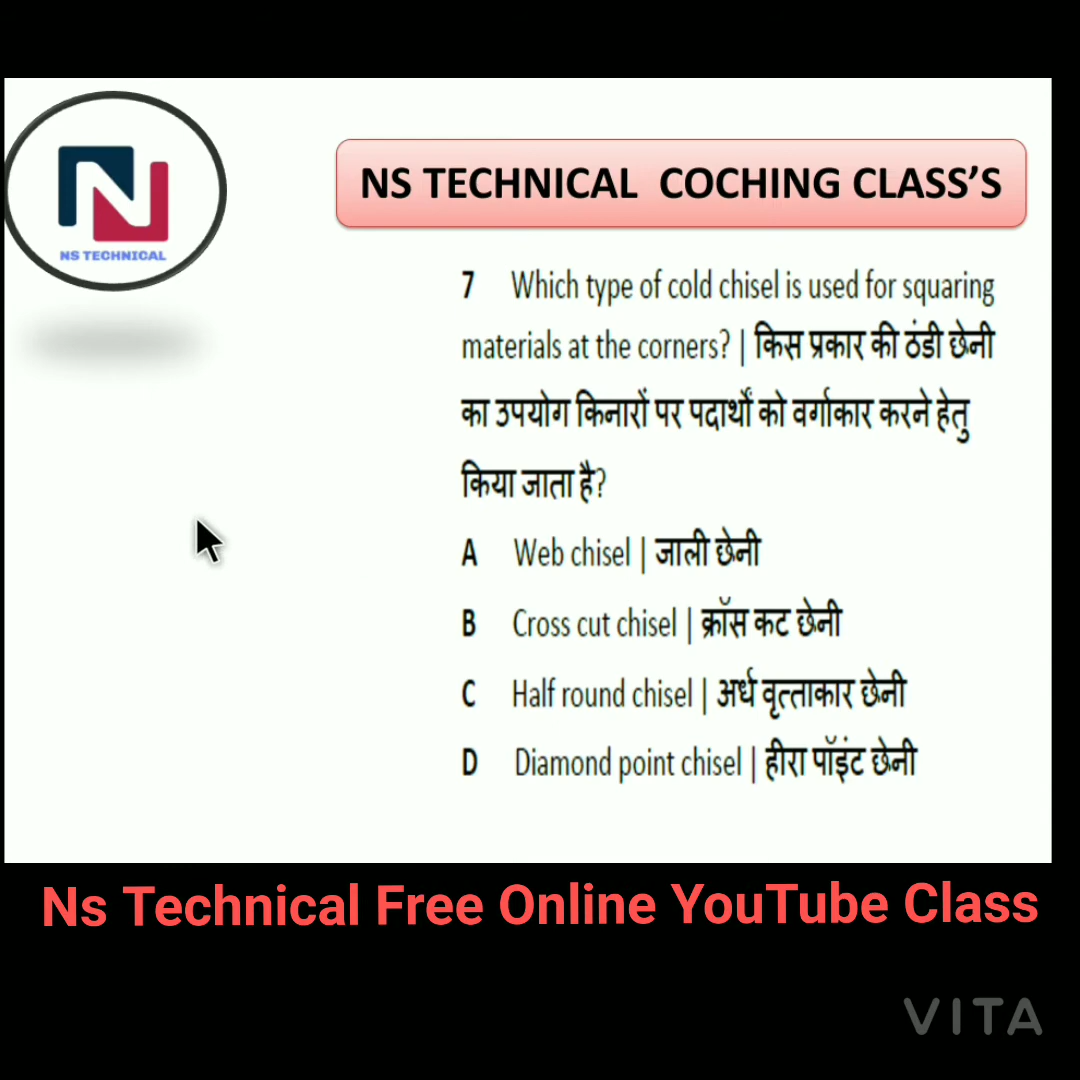 NS TECHNICAL
NS TECHNICAL COCHING CLASS’S
7 Which type of cold chisel is used for squaring
materials at the corners? | किस प्रकार की ठंडी छेनी
का उपयोग किनारों पर पदार्थों को वर्गाकार करने हेतु
किया जाता है?
A Web chisel | जाली छेनी
B Cross cut chisel | क्रॉस कट छेनी
C Half round chisel | अर्ध वृत्ताकार छेनी
D Diamond point chisel | हीरा पॉइंट छेनी
Ns Technical Free Online YouTube Class
VITA